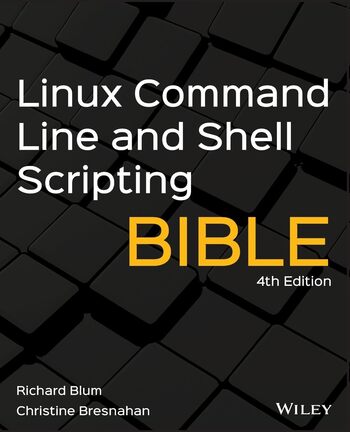 Linux Command
Line and Shell
Scripting
BIBLE
4th Edition
Richard Blum
Christine Bresnahan
WILEY